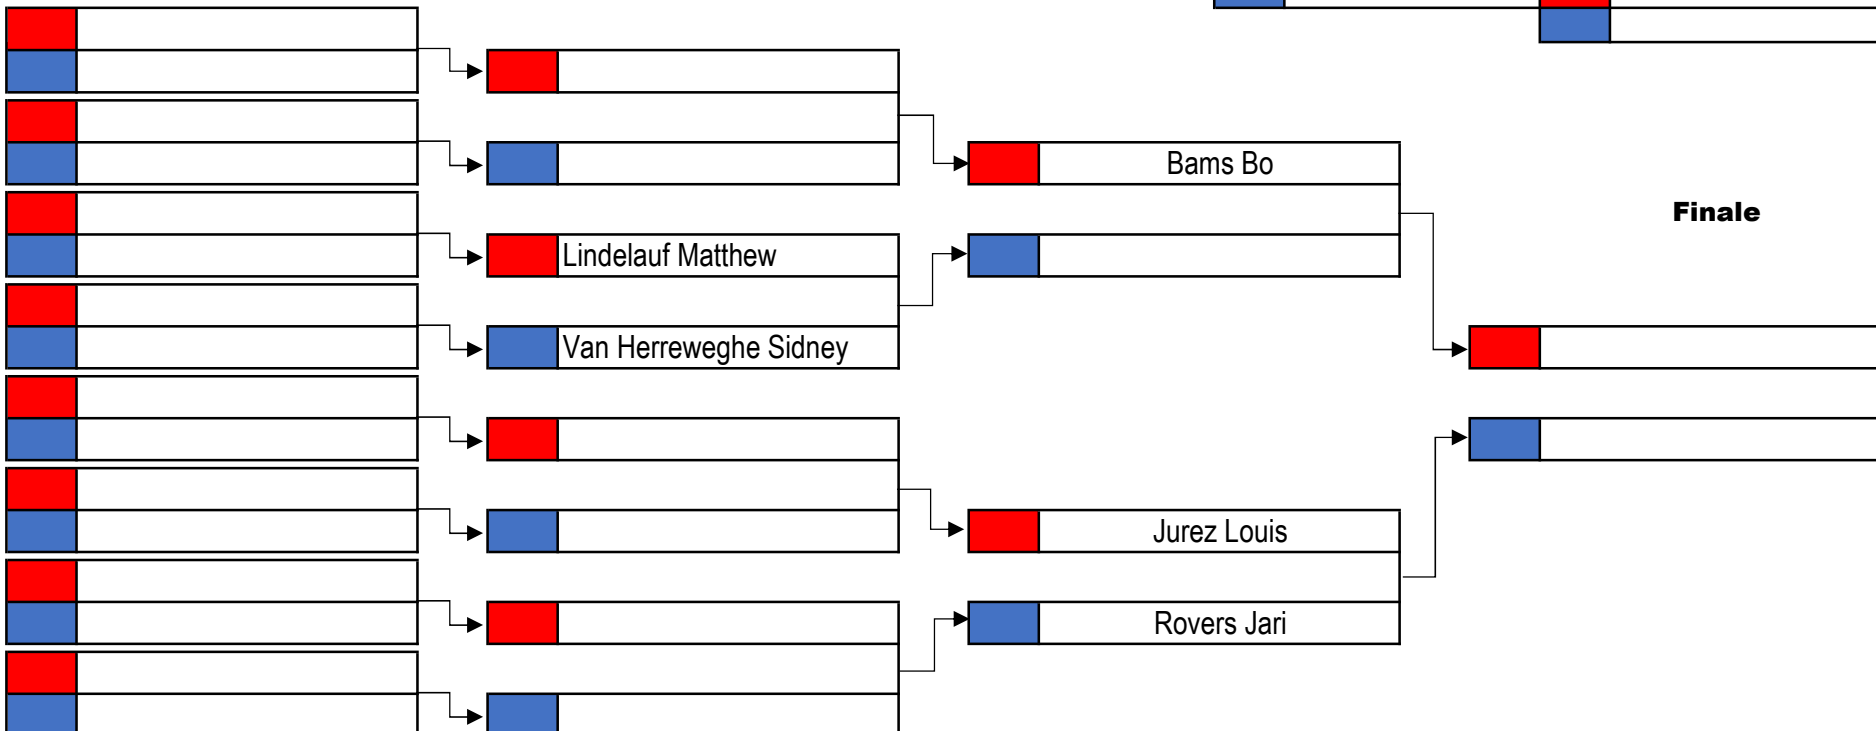 Bams Bo
Finale
Lindelauf Matthew
Van Herreweghe Sidney
Jurez Louis
Rovers Jari